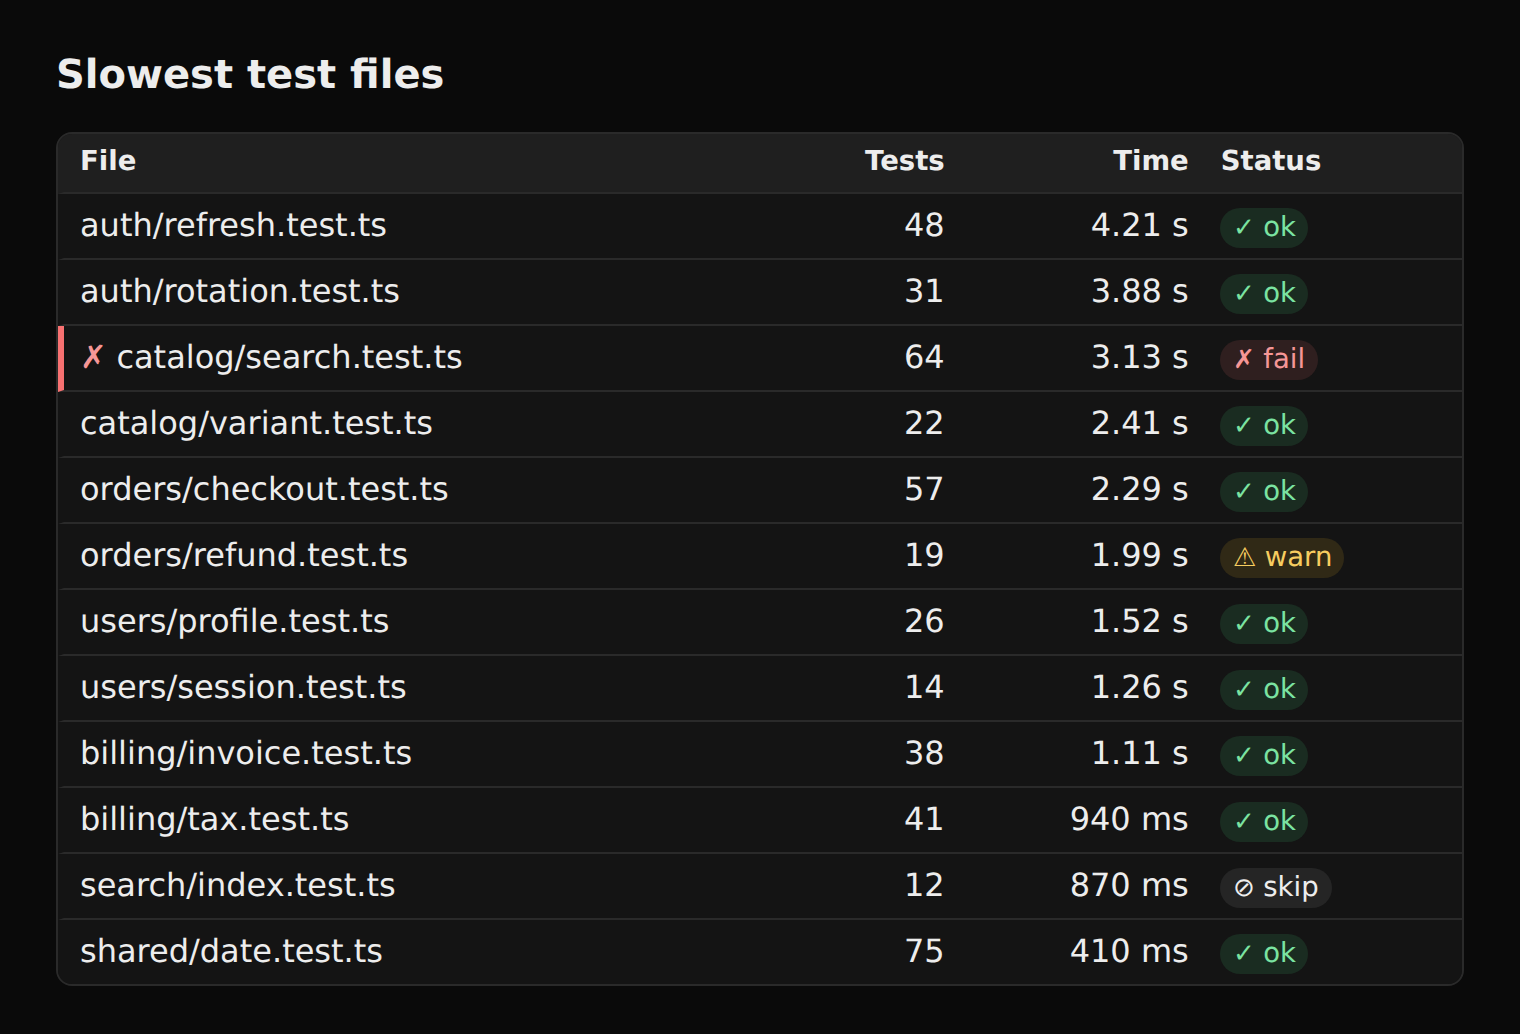 Slowest test files
File Tests Time Status
auth/refresh.test.ts 48 4.21 s ✓ ok
auth/rotation.test.ts 31 3.88 s ✓ ok
✗ catalog/search.test.ts 64 3.13 s ✗ fail
catalog/variant.test.ts 22 2.41 s ✓ ok
orders/checkout.test.ts 57 2.29 s ✓ ok
orders/refund.test.ts 19 1.99 s ⚠ warn
users/profile.test.ts 26 1.52 s ✓ ok
users/session.test.ts 14 1.26 s ✓ ok
billing/invoice.test.ts 38 1.11 s ✓ ok
billing/tax.test.ts 41 940 ms ✓ ok
search/index.test.ts 12 870 ms ⊘ skip
shared/date.test.ts 75 410 ms ✓ ok